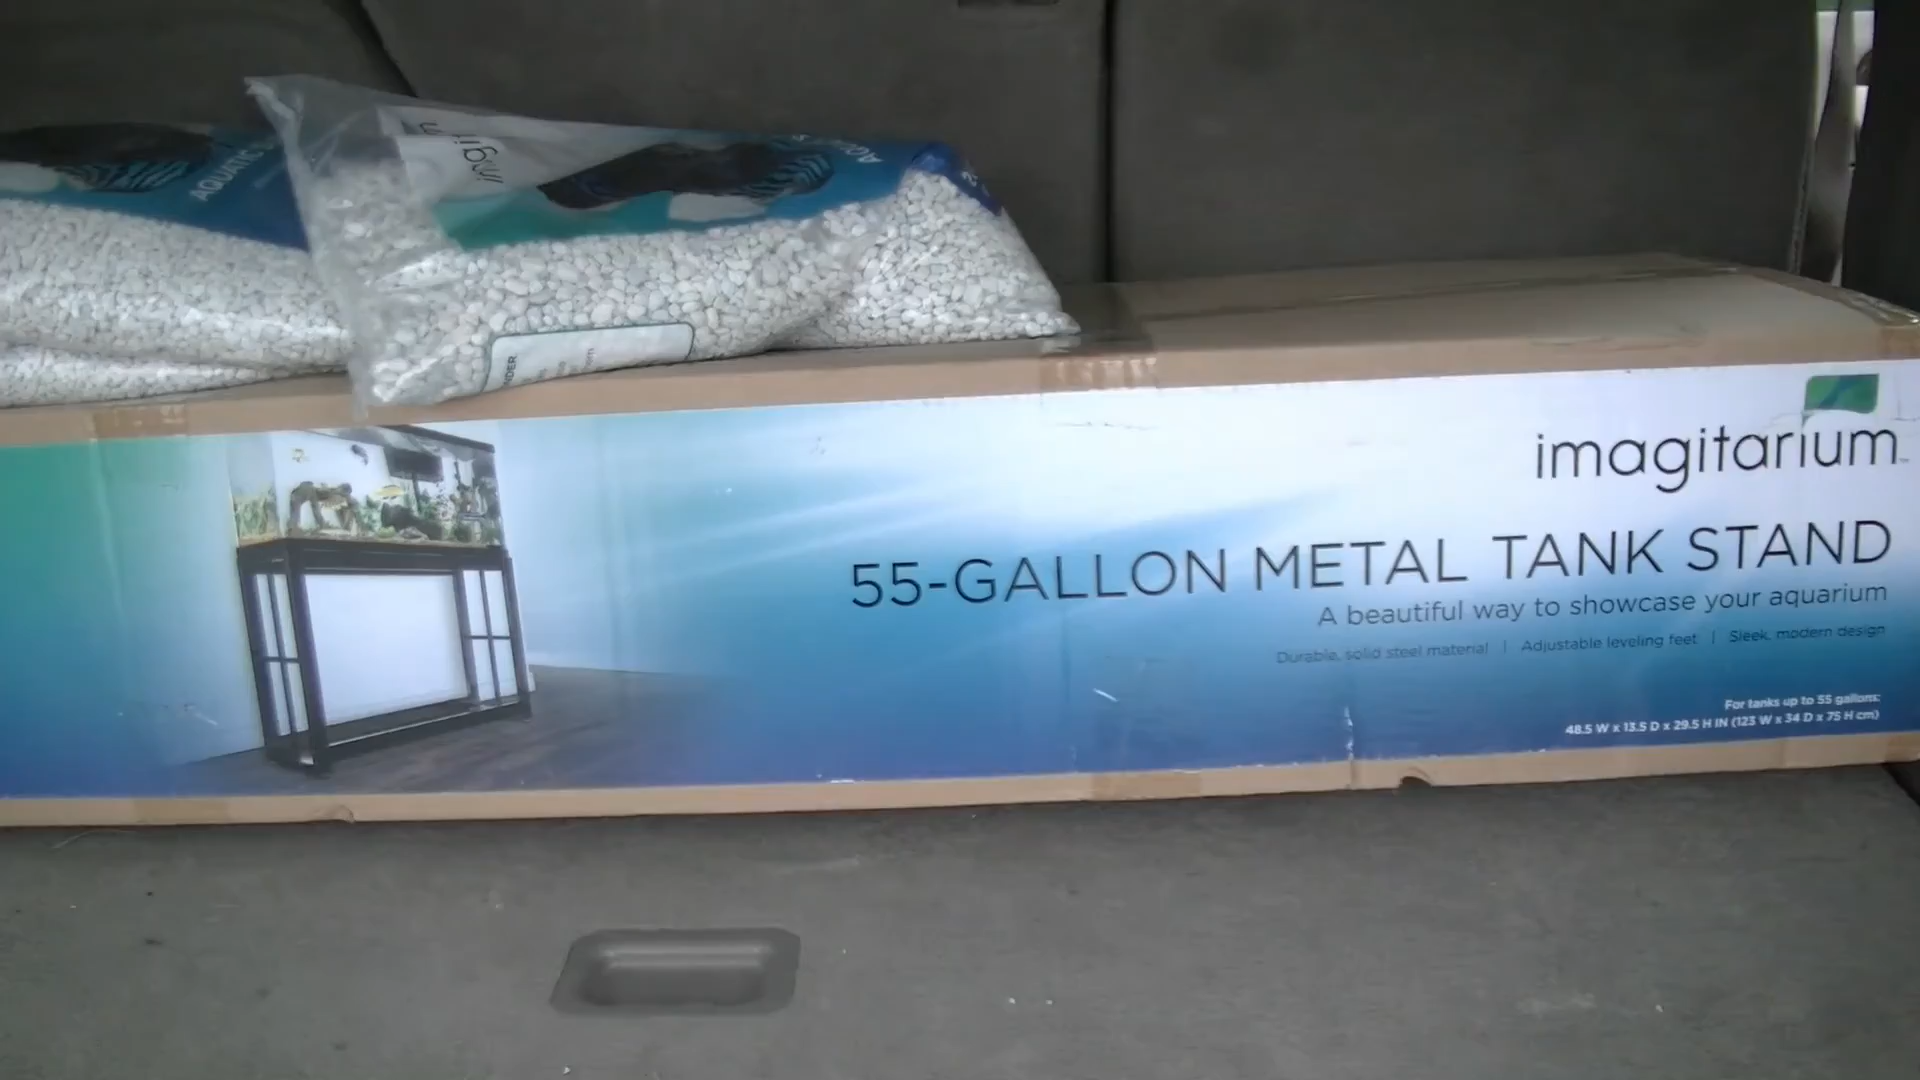 AQUATIC
imagit
imagitarium
55-GALLON METAL TANK STAND
A beautiful way to showcase your aquarium
Durable, solid steel material | Adjustable leveling feet | Sleek, modern design
For tanks up to 55 gallons:
48.5 W x 13.5 D x 29.5 H IN (123 W x 34 D x 75 H cm)